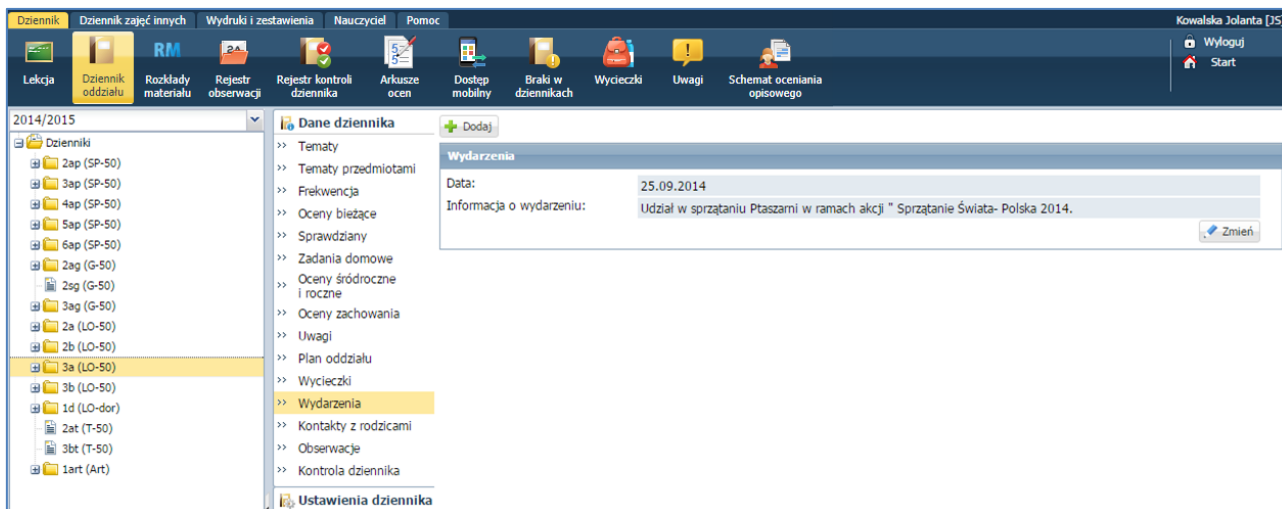 Dziennik Dziennik zajęć innych Wydruki i zestawienia Nauczyciel Pomoc Kowalska Jolanta [JS
Lekcja
Dziennik oddziału
RM
Rozkłady materiału
Rejestr obserwacji
Rejestr kontroli dziennika
Arkusze ocen
Dostęp mobilny
Braki w dziennikach
Wycieczki
Uwagi
Schemat oceniania opisowego
Wyloguj
Start
2014/2015
Dzienniki
2ap (SP-50)
3ap (SP-50)
4ap (SP-50)
5ap (SP-50)
6ap (SP-50)
2ag (G-50)
2sg (G-50)
3ag (G-50)
2a (LO-50)
2b (LO-50)
3a (LO-50)
3b (LO-50)
1d (LO-dor)
2at (T-50)
3bt (T-50)
1art (Art)
Dane dziennika
Tematy
Tematy przedmiotami
Frekwencja
Oceny bieżące
Sprawdziany
Zadania domowe
Oceny śródroczne
i roczne
Oceny zachowania
Uwagi
Plan oddziału
Wycieczki
Wydarzenia
Kontakty z rodzicami
Obserwacje
Kontrola dziennika
Ustawienia dziennika
Dodaj
Wydarzenia
Data: 25.09.2014
Informacja o wydarzeniu: Udział w sprzątaniu Ptaszarni w ramach akcji " Sprzątanie Świata- Polska 2014.
Zmień